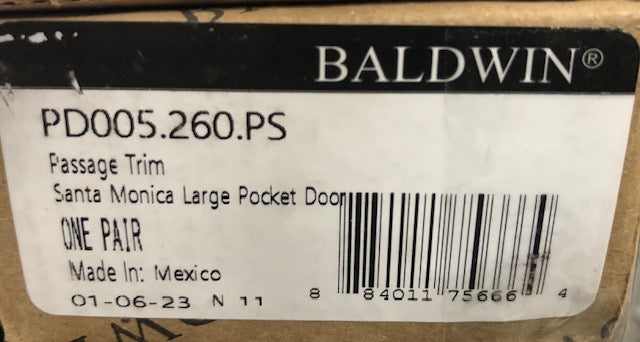 BALDWIN®
PD005.260.PS
Passage Trim
Santa Monica Large Pocket Door
ONE PAIR
Made In: Mexico
01-06-23 N 11
8 84011 75666 4